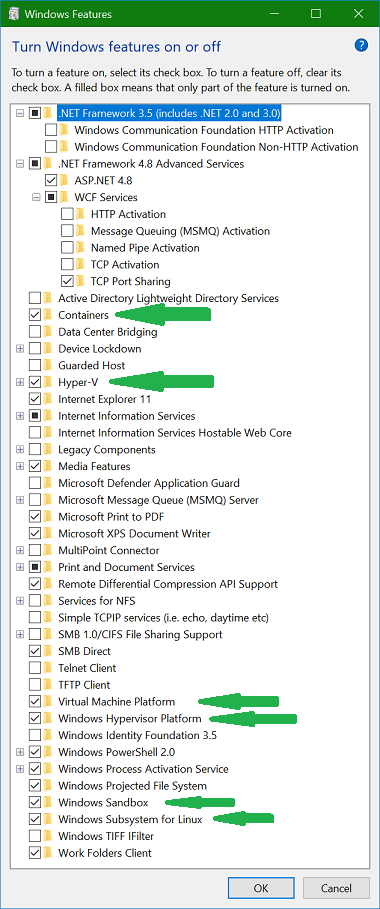 Windows Features
Turn Windows features on or off
To turn a feature on, select its check box. To turn a feature off, clear its
check box. A filled box means that only part of the feature is turned on.
.NET Framework 3.5 (includes .NET 2.0 and 3.0)
Windows Communication Foundation HTTP Activation
Windows Communication Foundation Non-HTTP Activation
.NET Framework 4.8 Advanced Services
ASP.NET 4.8
WCF Services
HTTP Activation
Message Queuing (MSMQ) Activation
Named Pipe Activation
TCP Activation
TCP Port Sharing
Active Directory Lightweight Directory Services
Containers
Data Center Bridging
Device Lockdown
Guarded Host
Hyper-V
Internet Explorer 11
Internet Information Services
Internet Information Services Hostable Web Core
Legacy Components
Media Features
Microsoft Defender Application Guard
Microsoft Message Queue (MSMQ) Server
Microsoft Print to PDF
Microsoft XPS Document Writer
MultiPoint Connector
Print and Document Services
Remote Differential Compression API Support
Services for NFS
Simple TCPIP services (i.e. echo, daytime etc)
SMB 1.0/CIFS File Sharing Support
SMB Direct
Telnet Client
TFTP Client
Virtual Machine Platform
Windows Hypervisor Platform
Windows Identity Foundation 3.5
Windows PowerShell 2.0
Windows Process Activation Service
Windows Projected File System
Windows Sandbox
Windows Subsystem for Linux
Windows TIFF IFilter
Work Folders Client
OK
Cancel